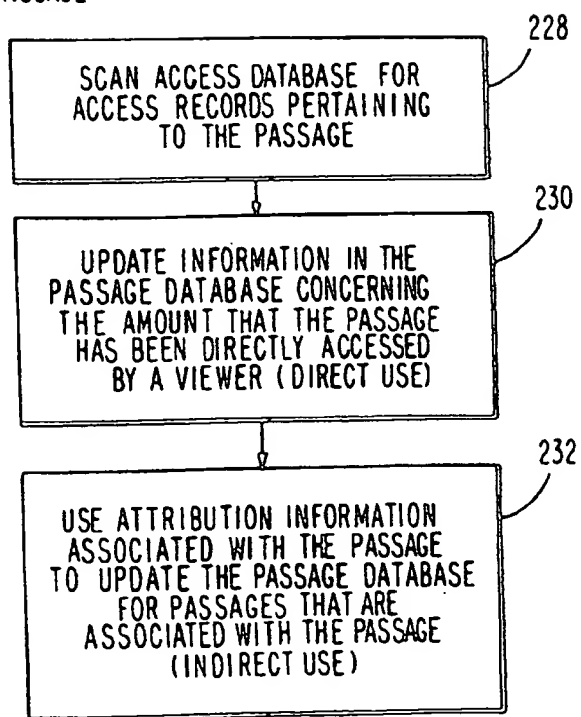 228
SCAN ACCESS DATABASE FOR
ACCESS RECORDS PERTAINING
TO THE PASSAGE
230
UPDATE INFORMATION IN THE
PASSAGE DATABASE CONCERNING
THE AMOUNT THAT THE PASSAGE
HAS BEEN DIRECTLY ACCESSED
BY A VIEWER (DIRECT USE)
232
USE ATTRIBUTION INFORMATION
ASSOCIATED WITH THE PASSAGE
TO UPDATE THE PASSAGE DATABASE
FOR PASSAGES THAT ARE
ASSOCIATED WITH THE PASSAGE
(INDIRECT USE)